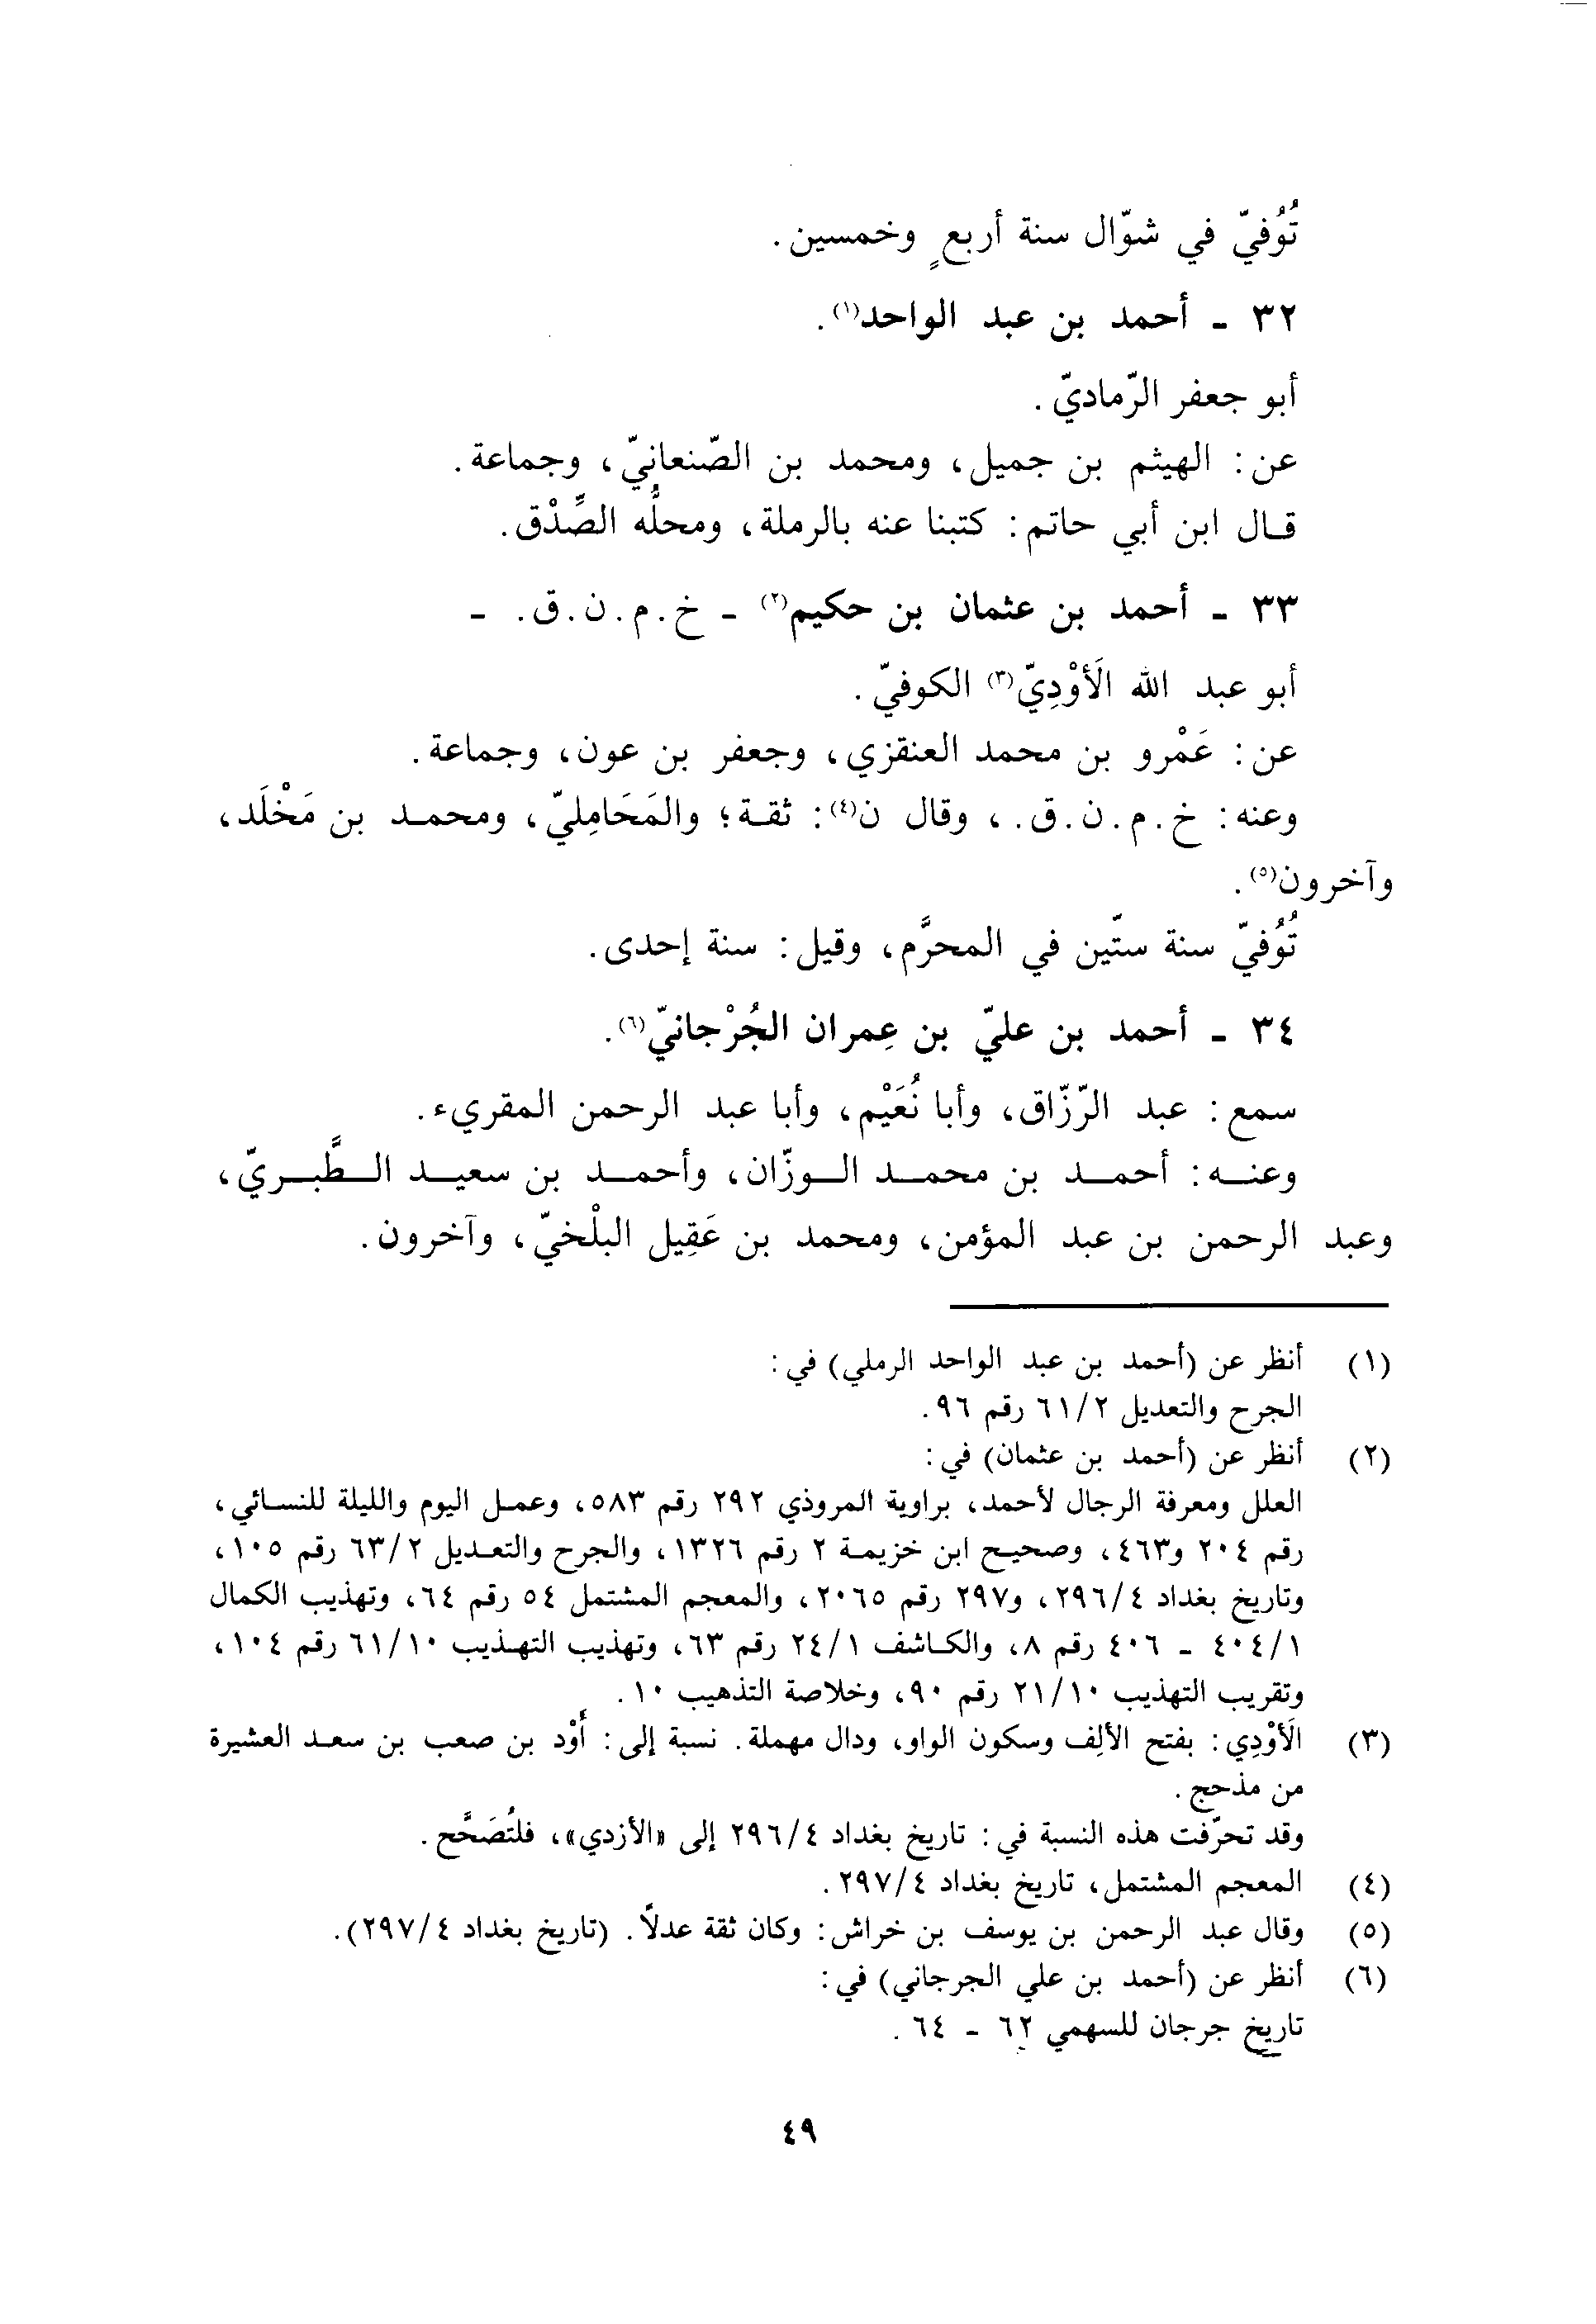 تُوُفيّ في شوّال سنة أربعٍ وخمسين.
٣٢ - أحمد بن عبد الواحد(١).
أبو جعفر الرّماديّ.
عن: الهيثم بن جميل، ومحمد بن الصّنعانيّ، وجماعة.
قال ابن أبي حاتم: كتبنا عنه بالرملة، ومحلُّه الصِّدْق.
٣٣ - أحمد بن عثمان بن حكيم(٢) - خ.م.ن.ق. -
أبو عبد الله الَأوْدِيّ(٣) الكوفيّ.
عن: عَمْرو بن محمد العنقزي، وجعفر بن عون، وجماعة.
وعنه: خ.م.ن.ق.، وقال ن(٤): ثقة؛ والمَحَامِليّ، ومحمد بن مَخْلَد،
وآخرون(٥).
تُوُفيّ سنة ستّين في المحرَّم، وقيل: سنة إحدى.
٣٤ - أحمد بن عليّ بن عِمران الجُرْجانيّ(٦).
سمع: عبد الرّزّاق، وأبا نُعَيْم، وأبا عبد الرحمن المقريء.
وعنه: أحمد بن محمد الوزّان، وأحمد بن سعيد الطَّبريّ،
وعبد الرحمن بن عبد المؤمن، ومحمد بن عَقِيل البلْخيّ، وآخرون.
(١) أنظر عن (أحمد بن عبد الواحد الرملي) في:
الجرح والتعديل ٦١/٢ رقم ٩٦.
(٢) أنظر عن (أحمد بن عثمان) في:
العلل ومعرفة الرجال لأحمد، براوية المروذي ٢٩٢ رقم ٥٨٣، وعمل اليوم والليلة للنسائي،
رقم ٢٠٤ و٤٦٣، وصحيح ابن خزيمة ٢ رقم ١٣٢٦، والجرح والتعديل ٦٣/٢ رقم ١٠٥،
وتاريخ بغداد ٢٩٦/٤، و٢٩٧ رقم ٢٠٦٥، والمعجم المشتمل ٥٤ رقم ٦٤، وتهذيب الكمال
٤٠٤/١ - ٤٠٦ رقم ٨، والكاشف ٢٤/١ رقم ٦٣، وتهذيب التهذيب ٦١/١٠ رقم ١٠٤،
وتقريب التهذيب ٢١/١٠ رقم ٩٠، وخلاصة التذهيب ١٠.
(٣) الَأوْدِي: بفتح الألِف وسكون الواو، ودال مهملة. نسبة إلى: أُوْد بن صعب بن سعد العشيرة
من مذحج.
وقد تحرّفت هذه النسبة في: تاريخ بغداد ٢٩٦/٤ إلى «الأزدي»، فلتُصَحَّح.
(٤) المعجم المشتمل، تاريخ بغداد ٢٩٧/٤.
(٥) وقال عبد الرحمن بن يوسف بن خراش: وكان ثقة عدلاً. (تاريخ بغداد ٢٩٧/٤).
(٦) أنظر عن (أحمد بن علي الجرجاني) في:
تاريخ جرجان للسهمي ٦٢ - ٦٤.
٤٩